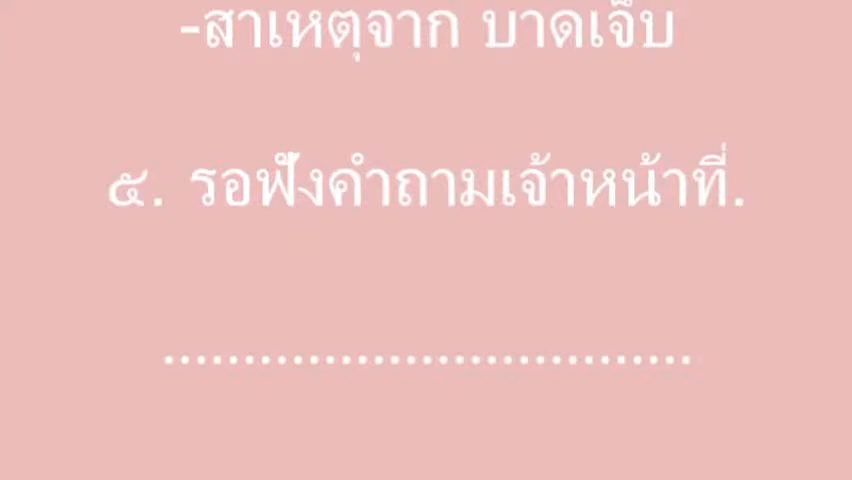 -สาเหตุจาก บาดเจ็บ
๕. รอฟังคำถามเจ้าหน้าที่.
.................................